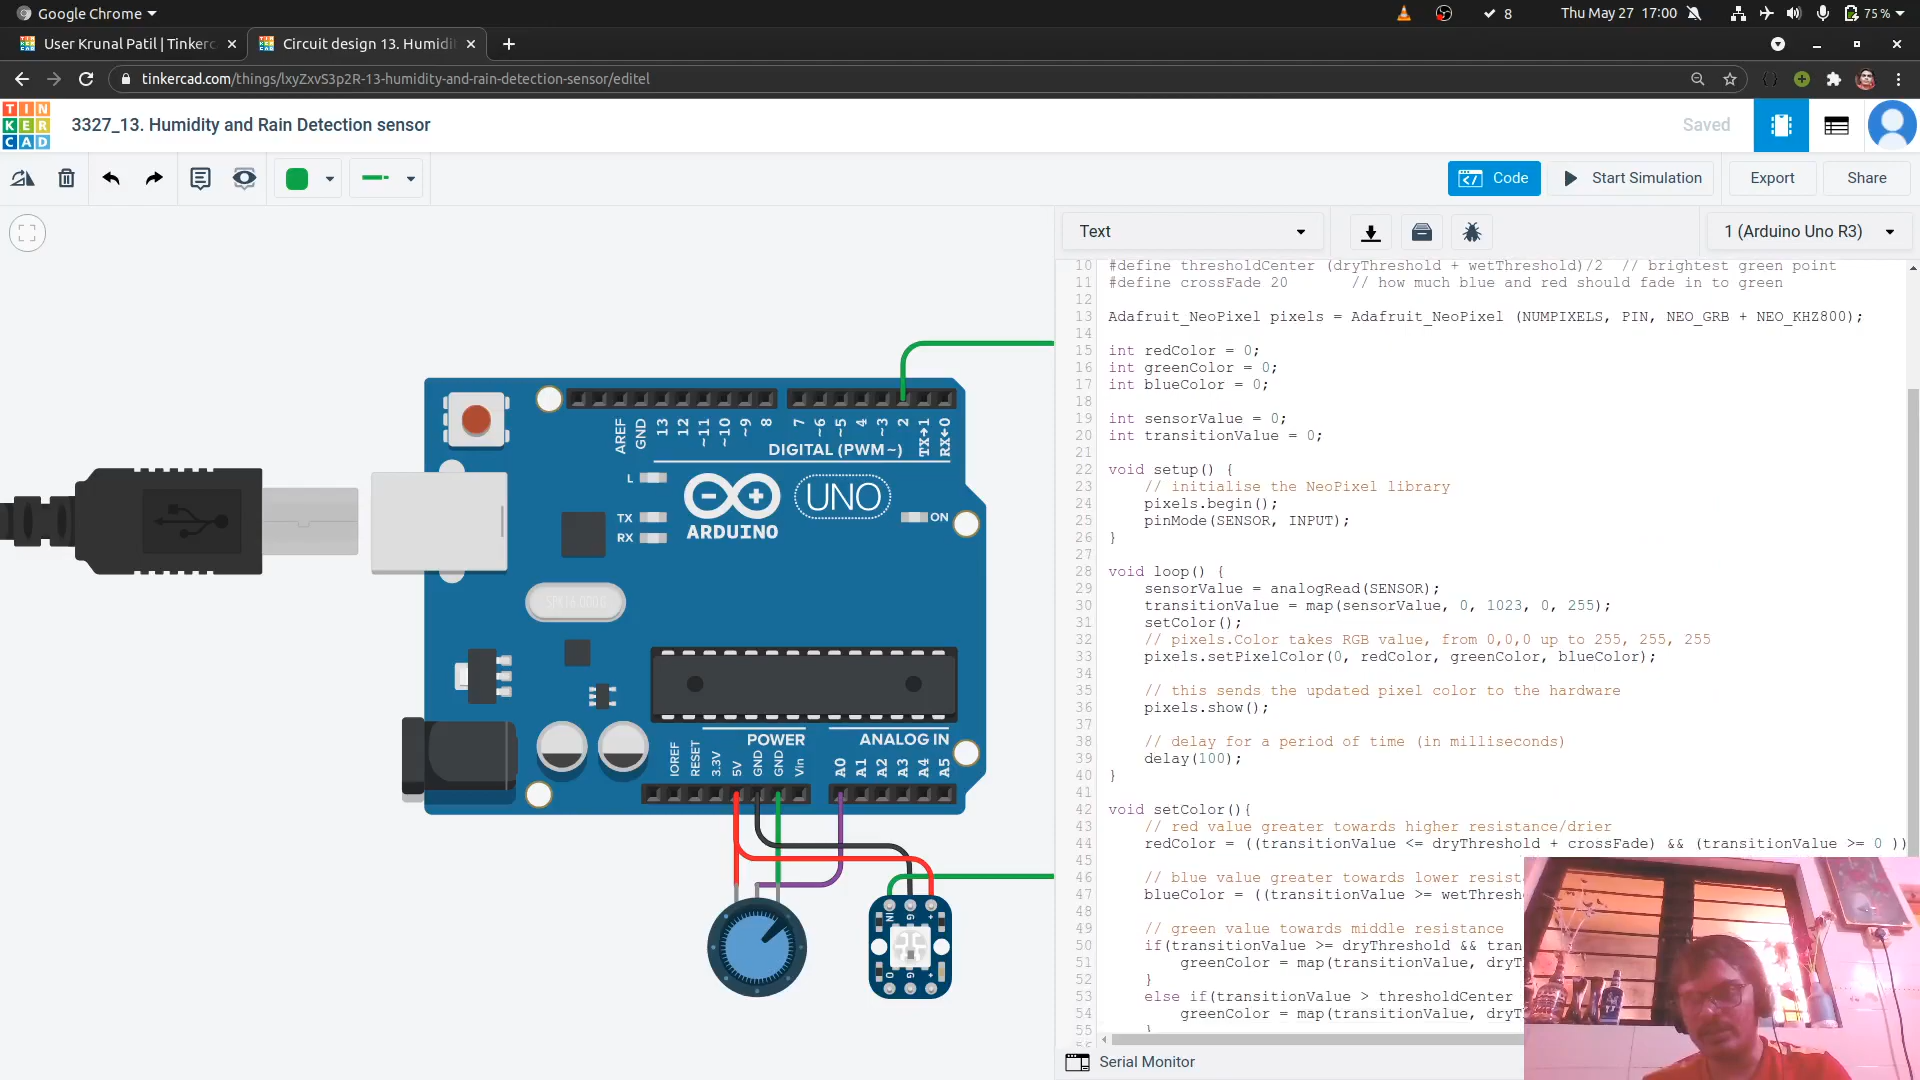 Google Chrome
8
Thu May 27 17:00
75 %
User Krunal Patil | Tinkerc
Circuit design 13. Humidi
tinkercad.com/things/lxyZxvS3p2R-13-humidity-and-rain-detection-sensor/editel
TIN
KER
CAD
3327_13. Humidity and Rain Detection sensor
Saved
Code
Start Simulation
Export
Share
Text
1 (Arduino Uno R3)
10 #define thresholdCenter (dryThreshold + wetThreshold)/2 // brightest green point
11 #define crossFade 20 // how much blue and red should fade in to green
12
13 Adafruit_NeoPixel pixels = Adafruit_NeoPixel (NUMPIXELS, PIN, NEO_GRB + NEO_KHZ800);
14
15 int redColor = 0;
16 int greenColor = 0;
17 int blueColor = 0;
18
19 int sensorValue = 0;
20 int transitionValue = 0;
21
22 void setup() {
23 // initialise the NeoPixel library
24 pixels.begin();
25 pinMode(SENSOR, INPUT);
26 }
27
28 void loop() {
29 sensorValue = analogRead(SENSOR);
30 transitionValue = map(sensorValue, 0, 1023, 0, 255);
31 setColor();
32 // pixels.Color takes RGB value, from 0,0,0 up to 255, 255, 255
33 pixels.setPixelColor(0, redColor, greenColor, blueColor);
34
35 // this sends the updated pixel color to the hardware
36 pixels.show();
37
38 // delay for a period of time (in milliseconds)
39 delay(100);
40 }
41
42 void setColor(){
43 // red value greater towards higher resistance/drier
44 redColor = ((transitionValue <= dryThreshold + crossFade) && (transitionValue >= 0 ))
45
46 // blue value greater towards lower resist
47 blueColor = ((transitionValue >= wetThresh
48
49 // green value towards middle resistance
50 if(transitionValue >= dryThreshold && tran
51 greenColor = map(transitionValue, dryT
52 }
53 else if(transitionValue > thresholdCenter
54 greenColor = map(transitionValue, dryT
55 }
Serial Monitor
AREF
GND
13
12
~11
~10
~9
8
7
~6
~5
4
~3
2
TX→1
RX←0
DIGITAL (PWM~)
L
TX
RX
ARDUINO
UNO
ON
POWER
ANALOG IN
IOREF
RESET
3.3V
5V
GND
GND
Vin
A0
A1
A2
A3
A4
A5
IN
G
+
O
G
+